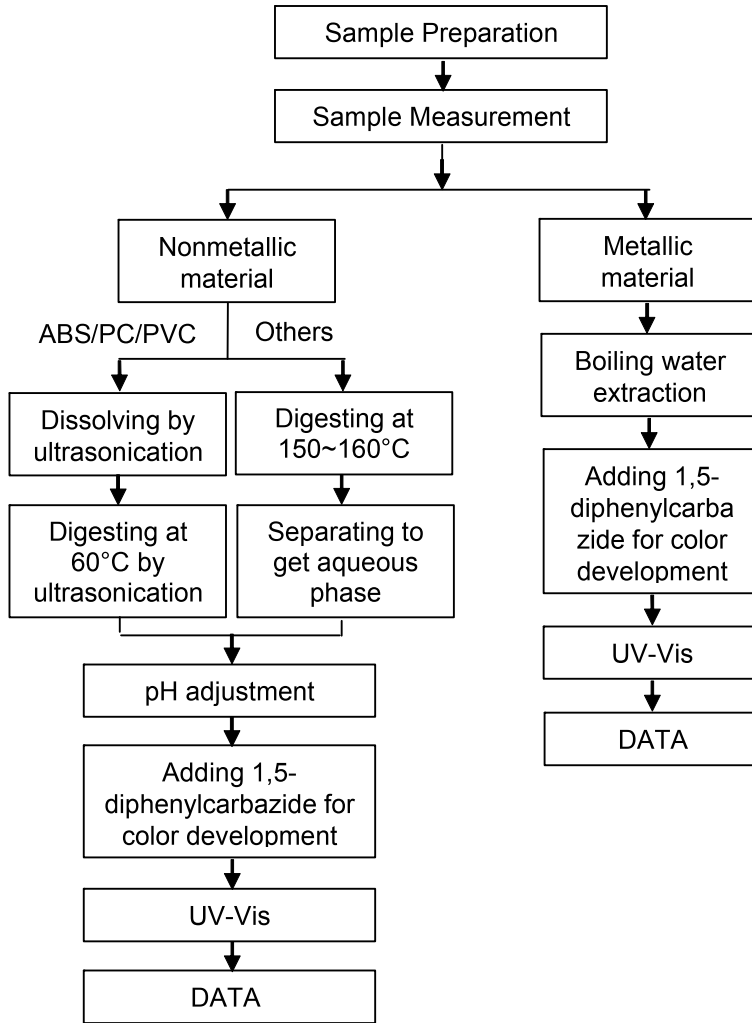 Sample Preparation
Sample Measurement
Nonmetallic
material
Metallic
material
ABS/PC/PVC
Others
Boiling water
extraction
Dissolving by
ultrasonication
Digesting at
150~160°C
Adding 1,5-
diphenylcarba
zide for color
development
Digesting at
60°C by
ultrasonication
Separating to
get aqueous
phase
UV-Vis
pH adjustment
DATA
Adding 1,5-
diphenylcarbazide for
color development
UV-Vis
DATA